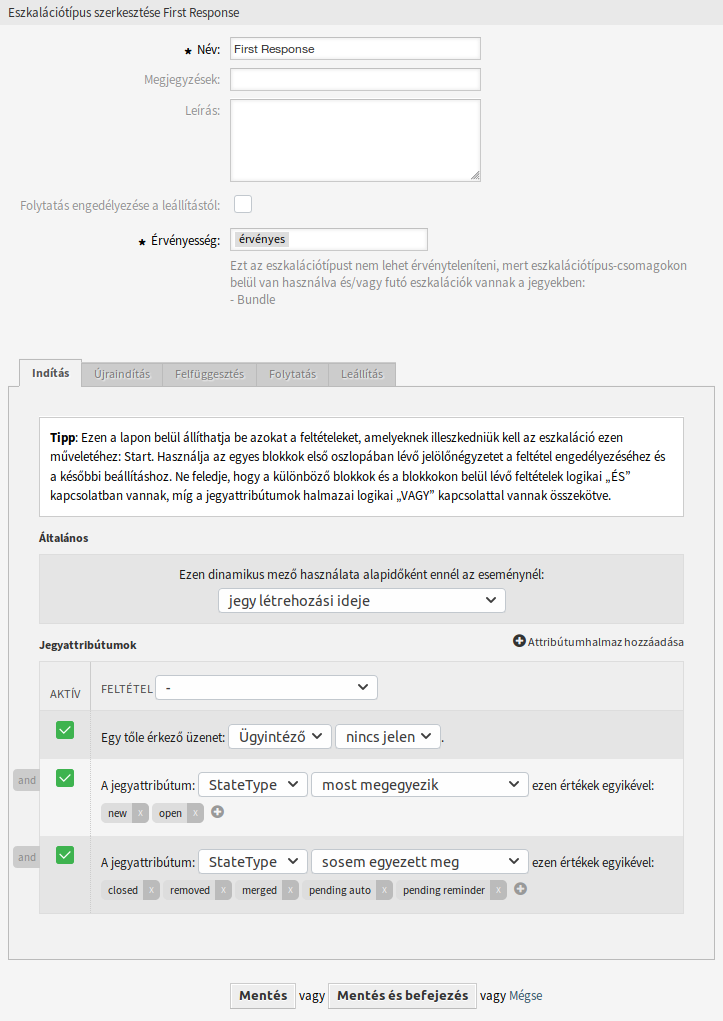 Eszkalációtípus szerkesztése First Response
★ Név: First Response
Megjegyzések:
Leírás:
Folytatás engedélyezése a leállítástól:
★ Érvényesség: érvényes
Ezt az eszkalációtípust nem lehet érvényteleníteni, mert eszkalációtípus-csomagokon
belül van használva és/vagy futó eszkalációk vannak a jegyekben:
- Bundle
Indítás Újraindítás Felfüggesztés Folytatás Leállítás
Tipp: Ezen a lapon belül állíthatja be azokat a feltételeket, amelyeknek illeszkedniük kell az eszkaláció ezen
műveletéhez: Start. Használja az egyes blokkok első oszlopában lévő jelölőnégyzetet a feltétel engedélyezéséhez és
a későbbi beállításhoz. Ne feledje, hogy a különböző blokkok és a blokkokon belül lévő feltételek logikai „ÉS”
kapcsolatban vannak, míg a jegyattribútumok halmazai logikai „VAGY” kapcsolattal vannak összekötve.
Általános
Ezen dinamikus mező használata alapidőként ennél az eseménynél:
jegy létrehozási ideje
Jegyattribútumok Attribútumhalmaz hozzáadása
AKTÍV FELTÉTEL -
Egy tőle érkező üzenet: Ügyintéző nincs jelen .
and A jegyattribútum: StateType most megegyezik ezen értékek egyikével:
new x open x
and A jegyattribútum: StateType sosem egyezett meg ezen értékek egyikével:
closed x removed x merged x pending auto x pending reminder x
Mentés vagy Mentés és befejezés vagy Mégse